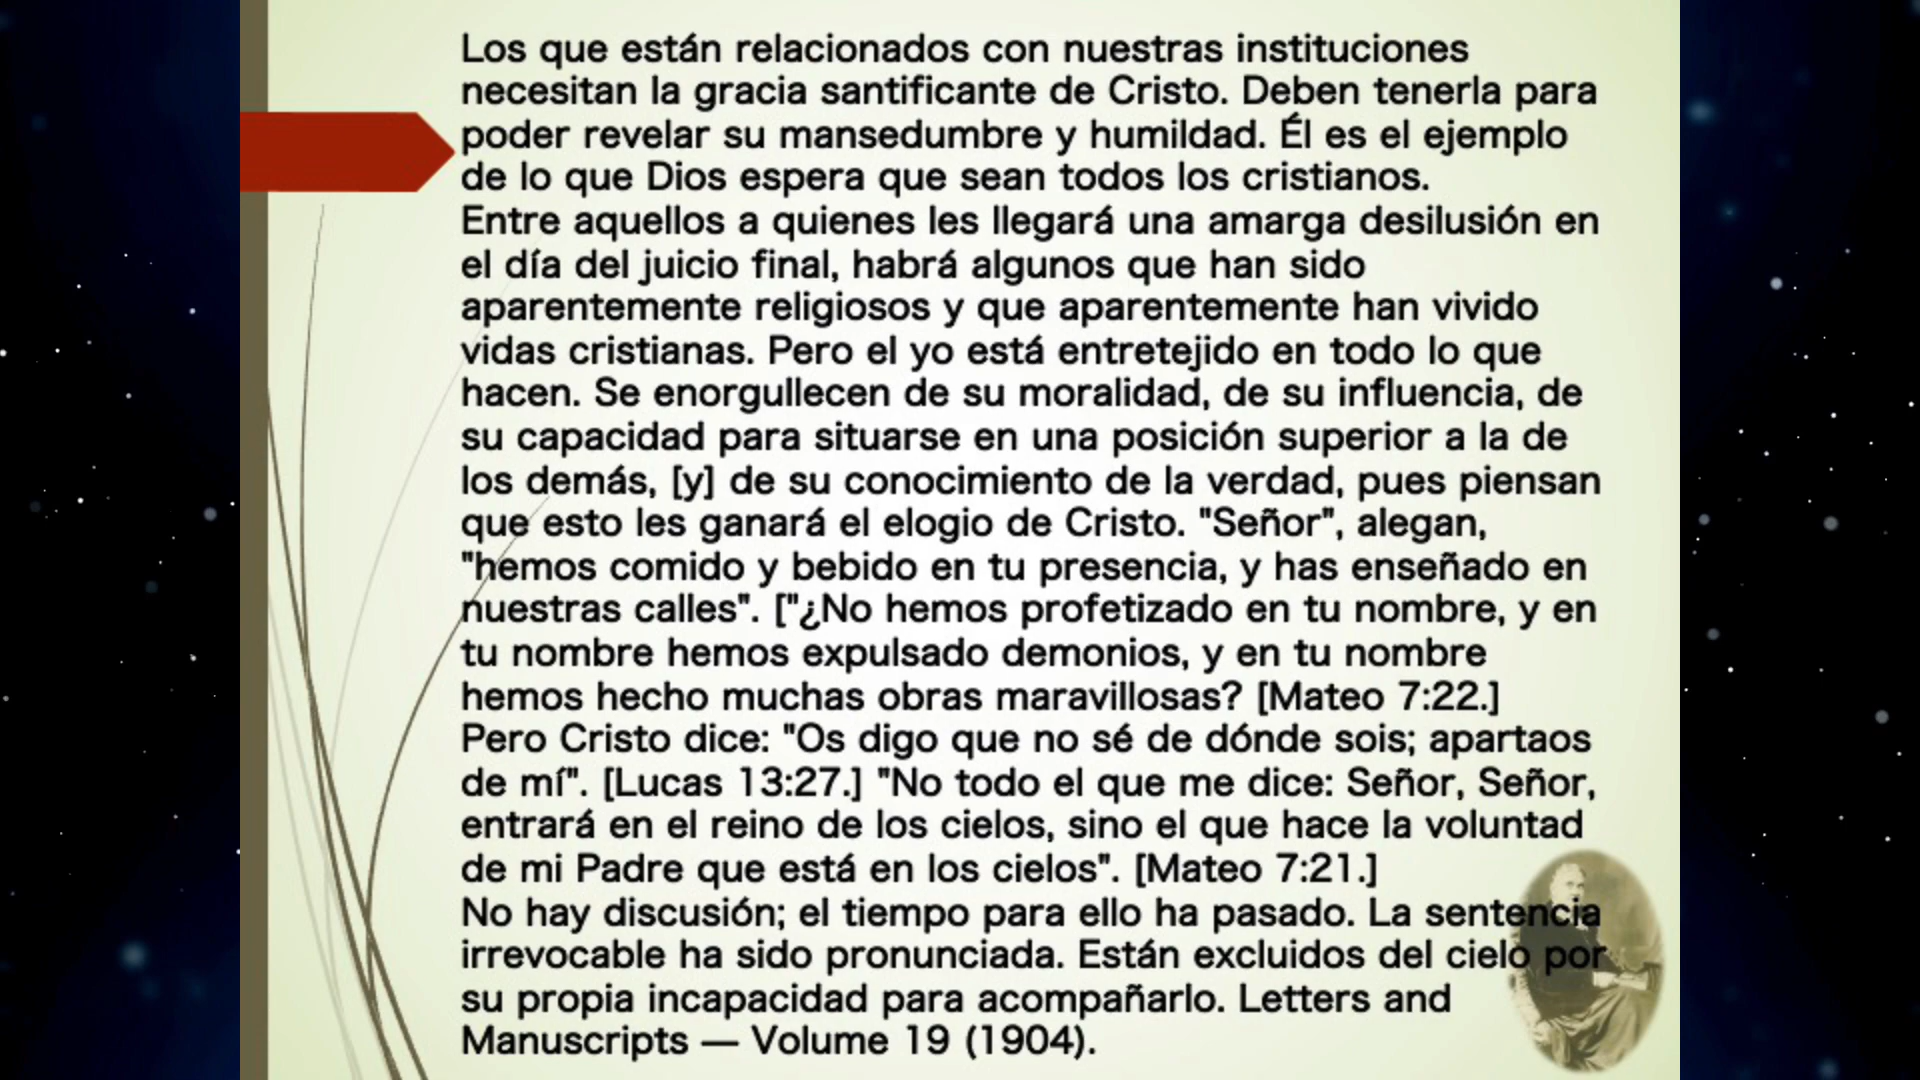 Los que están relacionados con nuestras instituciones
necesitan la gracia santificante de Cristo. Deben tenerla para
poder revelar su mansedumbre y humildad. Él es el ejemplo
de lo que Dios espera que sean todos los cristianos.
Entre aquellos a quienes les llegará una amarga desilusión en
el día del juicio final, habrá algunos que han sido
aparentemente religiosos y que aparentemente han vivido
vidas cristianas. Pero el yo está entretejido en todo lo que
hacen. Se enorgullecen de su moralidad, de su influencia, de
su capacidad para situarse en una posición superior a la de
los demás, [y] de su conocimiento de la verdad, pues piensan
que esto les ganará el elogio de Cristo. "Señor", alegan,
"hemos comido y bebido en tu presencia, y has enseñado en
nuestras calles". ["¿No hemos profetizado en tu nombre, y en
tu nombre hemos expulsado demonios, y en tu nombre
hemos hecho muchas obras maravillosas? [Mateo 7:22.]
Pero Cristo dice: "Os digo que no sé de dónde sois; apartaos
de mí". [Lucas 13:27.] "No todo el que me dice: Señor, Señor,
entrará en el reino de los cielos, sino el que hace la voluntad
de mi Padre que está en los cielos". [Mateo 7:21.]
No hay discusión; el tiempo para ello ha pasado. La sentencia
irrevocable ha sido pronunciada. Están excluidos del cielo por
su propia incapacidad para acompañarlo. Letters and
Manuscripts — Volume 19 (1904).